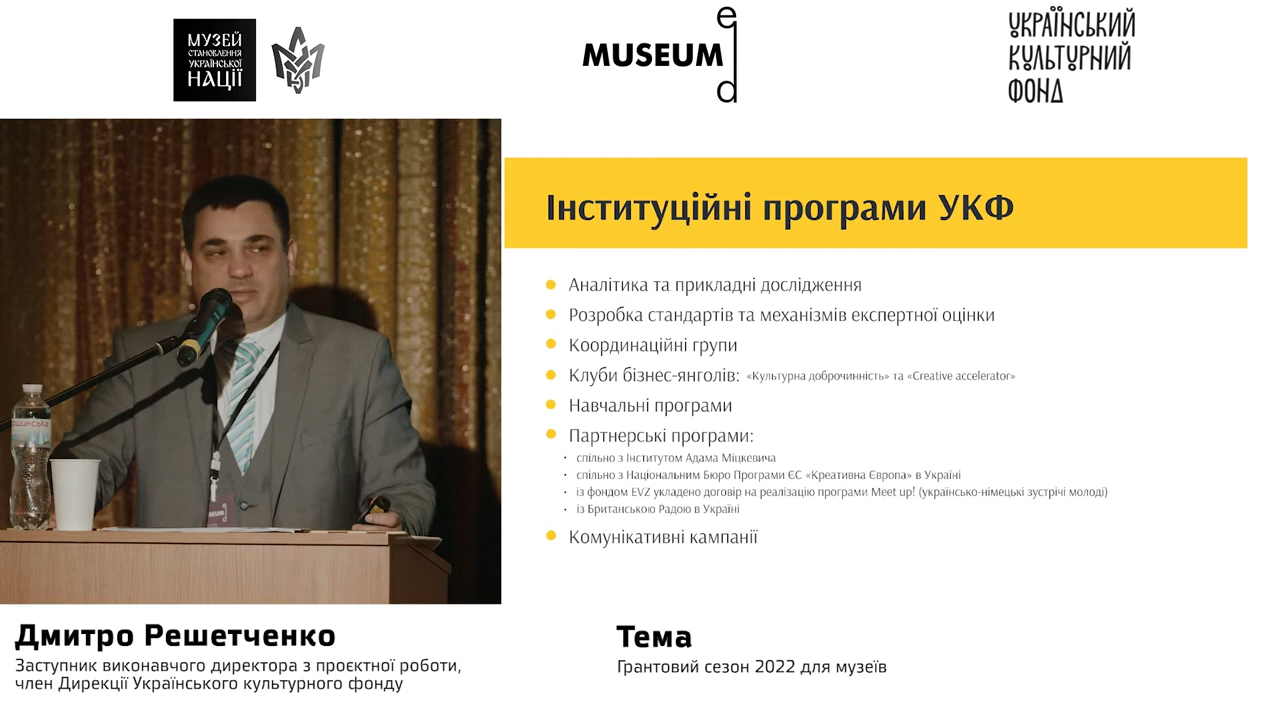 МУЗЕЙ
СТАНОВЛЕННЯ
УКРАЇНСЬКОЇ
НАЦІЇ
MUSEUM
ed
УКРАЇНСЬКИЙ
КУЛЬТУРНИЙ
ФОНД
Інституційні програми УКФ
Аналітика та прикладні дослідження
Розробка стандартів та механізмів експертної оцінки
Координаційні групи
Клуби бізнес-янголів: «Культурна доброчинність» та «Creative accelerator»
Навчальні програми
Партнерські програми:
спільно з Інститутом Адама Міцкевича
спільно з Національним Бюро Програми ЄС «Креативна Європа» в Україні
із фондом EVZ укладено договір на реалізацію програми Meet up! (українсько-німецькі зустрічі молоді)
із Британською Радою в Україні
Комунікативні кампанії
Дмитро Решетченко
Заступник виконавчого директора з проєктної роботи,
член Дирекції Українського культурного фонду
Тема
Грантовий сезон 2022 для музеїв